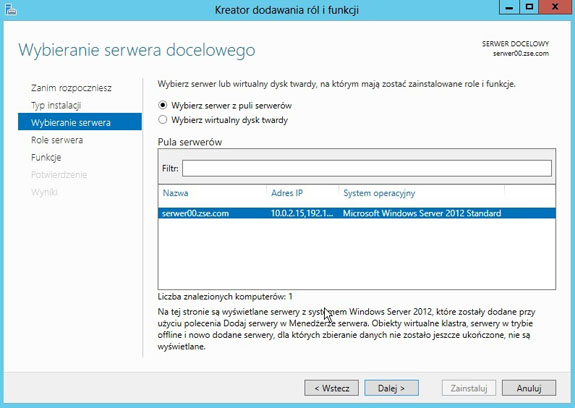 Kreator dodawania ról i funkcji
Wybieranie serwera docelowego
SERWER DOCELOWY
serwer00.zse.com
Zanim rozpoczniesz
Typ instalacji
Wybieranie serwera
Role serwera
Funkcje
Potwierdzenie
Wyniki
Wybierz serwer lub wirtualny dysk twardy, na którym mają zostać zainstalowane role i funkcje.
Wybierz serwer z puli serwerów
Wybierz wirtualny dysk twardy
Pula serwerów
Filtr:
Nazwa Adres IP System operacyjny
serwer00.zse.com 10.0.2.15,192.1... Microsoft Windows Server 2012 Standard
Liczba znalezionych komputerów: 1
Na tej stronie są wyświetlane serwery z systemem Windows Server 2012, które zostały dodane przy
użyciu polecenia Dodaj serwery w Menedżerze serwera. Obiekty wirtualne klastra, serwery w trybie
offline i nowo dodane serwery, dla których zbieranie danych nie zostało jeszcze ukończone, nie są
wyświetlane.
< Wstecz Dalej > Zainstaluj Anuluj